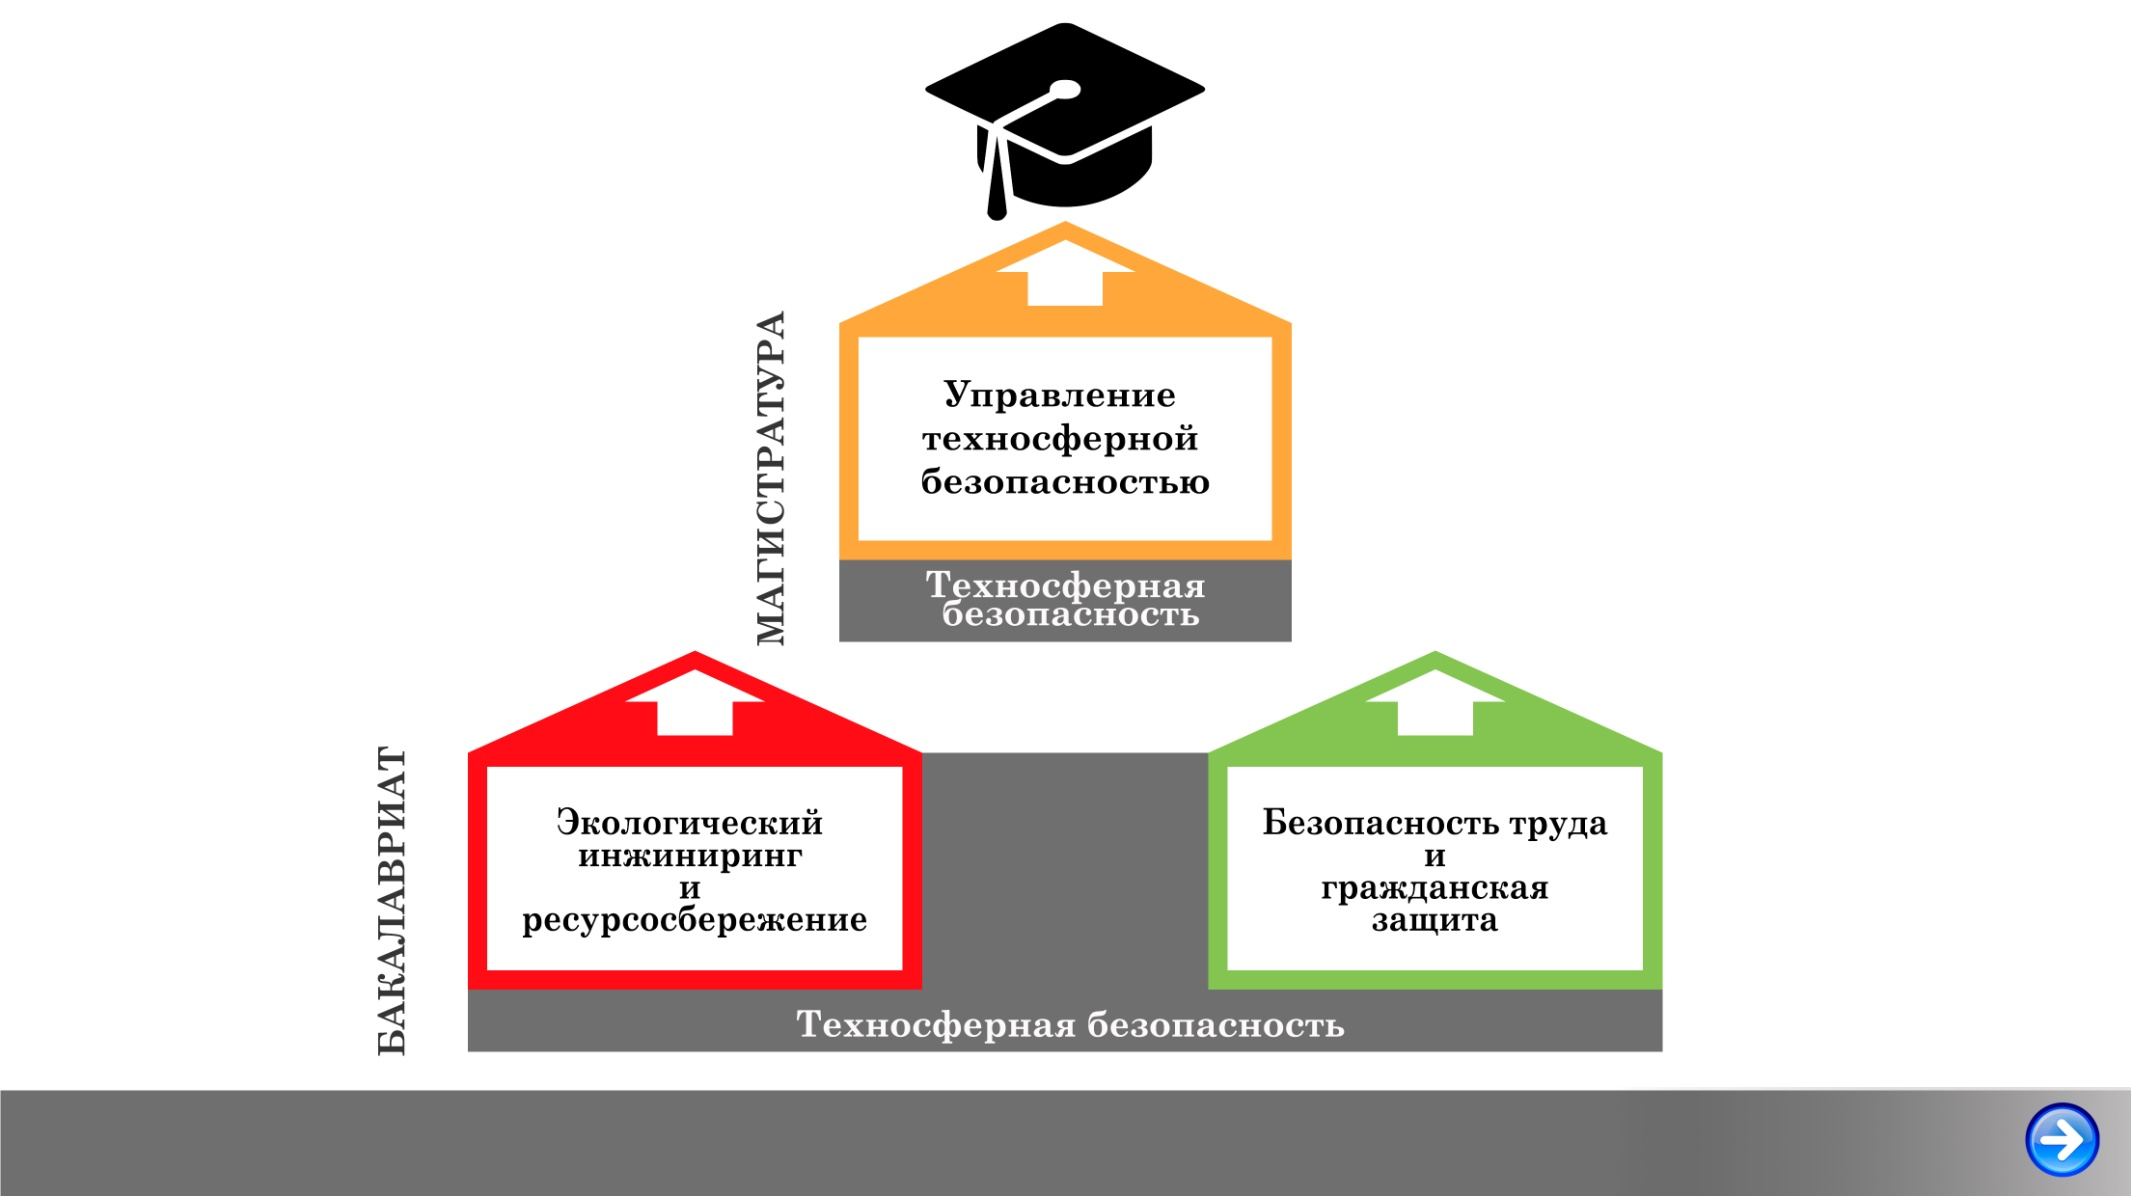 МАГИСТРАТУРА
Управление
техносферной
безопасностью
Техносферная
безопасность
БАКАЛАВРИАТ
Экологический
инжиниринг
и
ресурсосбережение
Безопасность труда
и
гражданская
защита
Техносферная безопасность